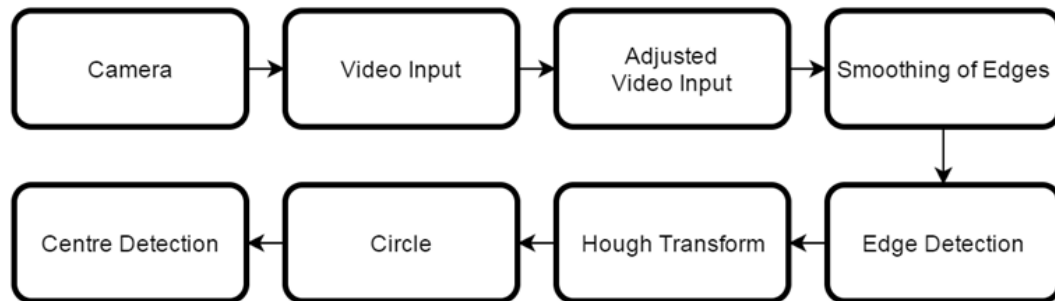 Camera
Video Input
Adjusted
Video Input
Smoothing of Edges
Edge Detection
Hough Transform
Circle
Centre Detection